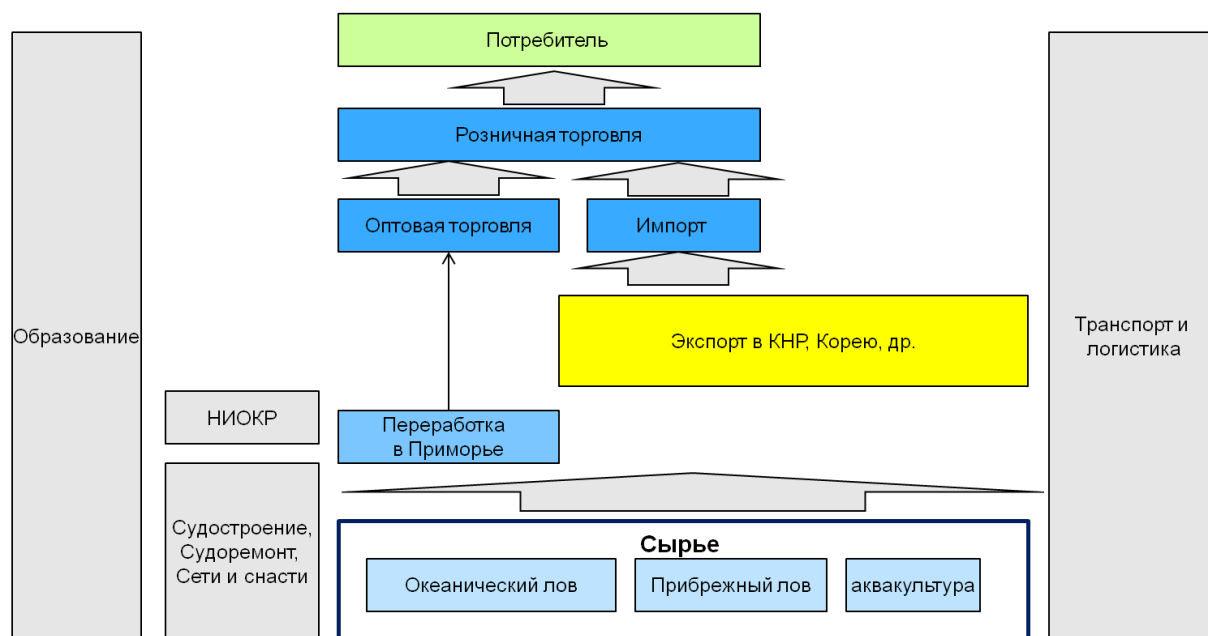 Потребитель
Розничная торговля
Оптовая торговля
Импорт
Экспорт в КНР, Корею, др.
Образование
Транспорт и
логистика
НИОКР
Переработка
в Приморье
Судостроение,
Судоремонт,
Сети и снасти
Сырье
Океанический лов
Прибрежный лов
аквакультура